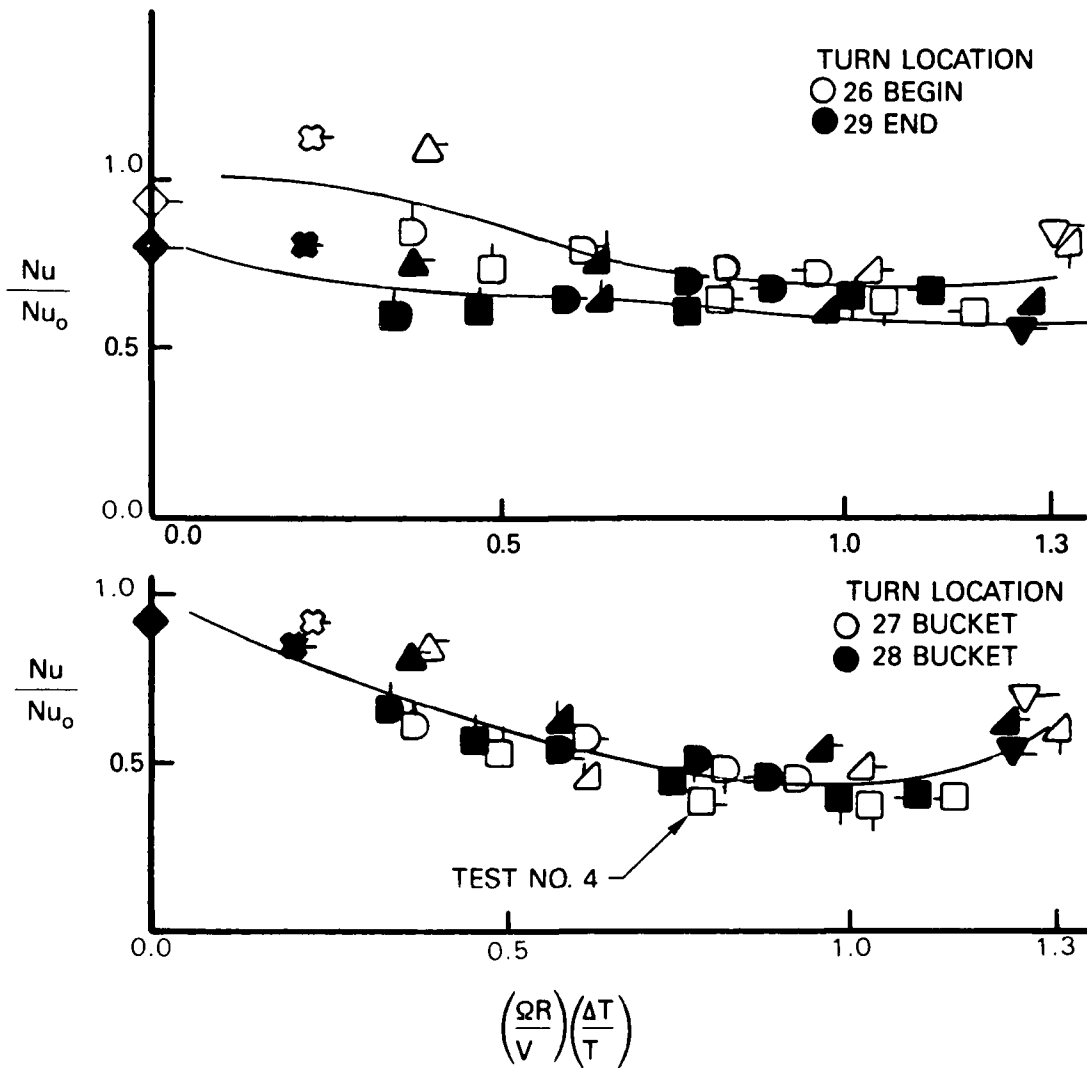 TURN LOCATION
26 BEGIN
29 END
1.0
0.5
0.0
Nu
Nuo
0.0 0.5 1.0 1.3
TURN LOCATION
27 BUCKET
28 BUCKET
1.0
0.5
Nu
Nuo
TEST NO. 4
0.0 0.5 1.0 1.3
(ΩR/V)(ΔT/T)